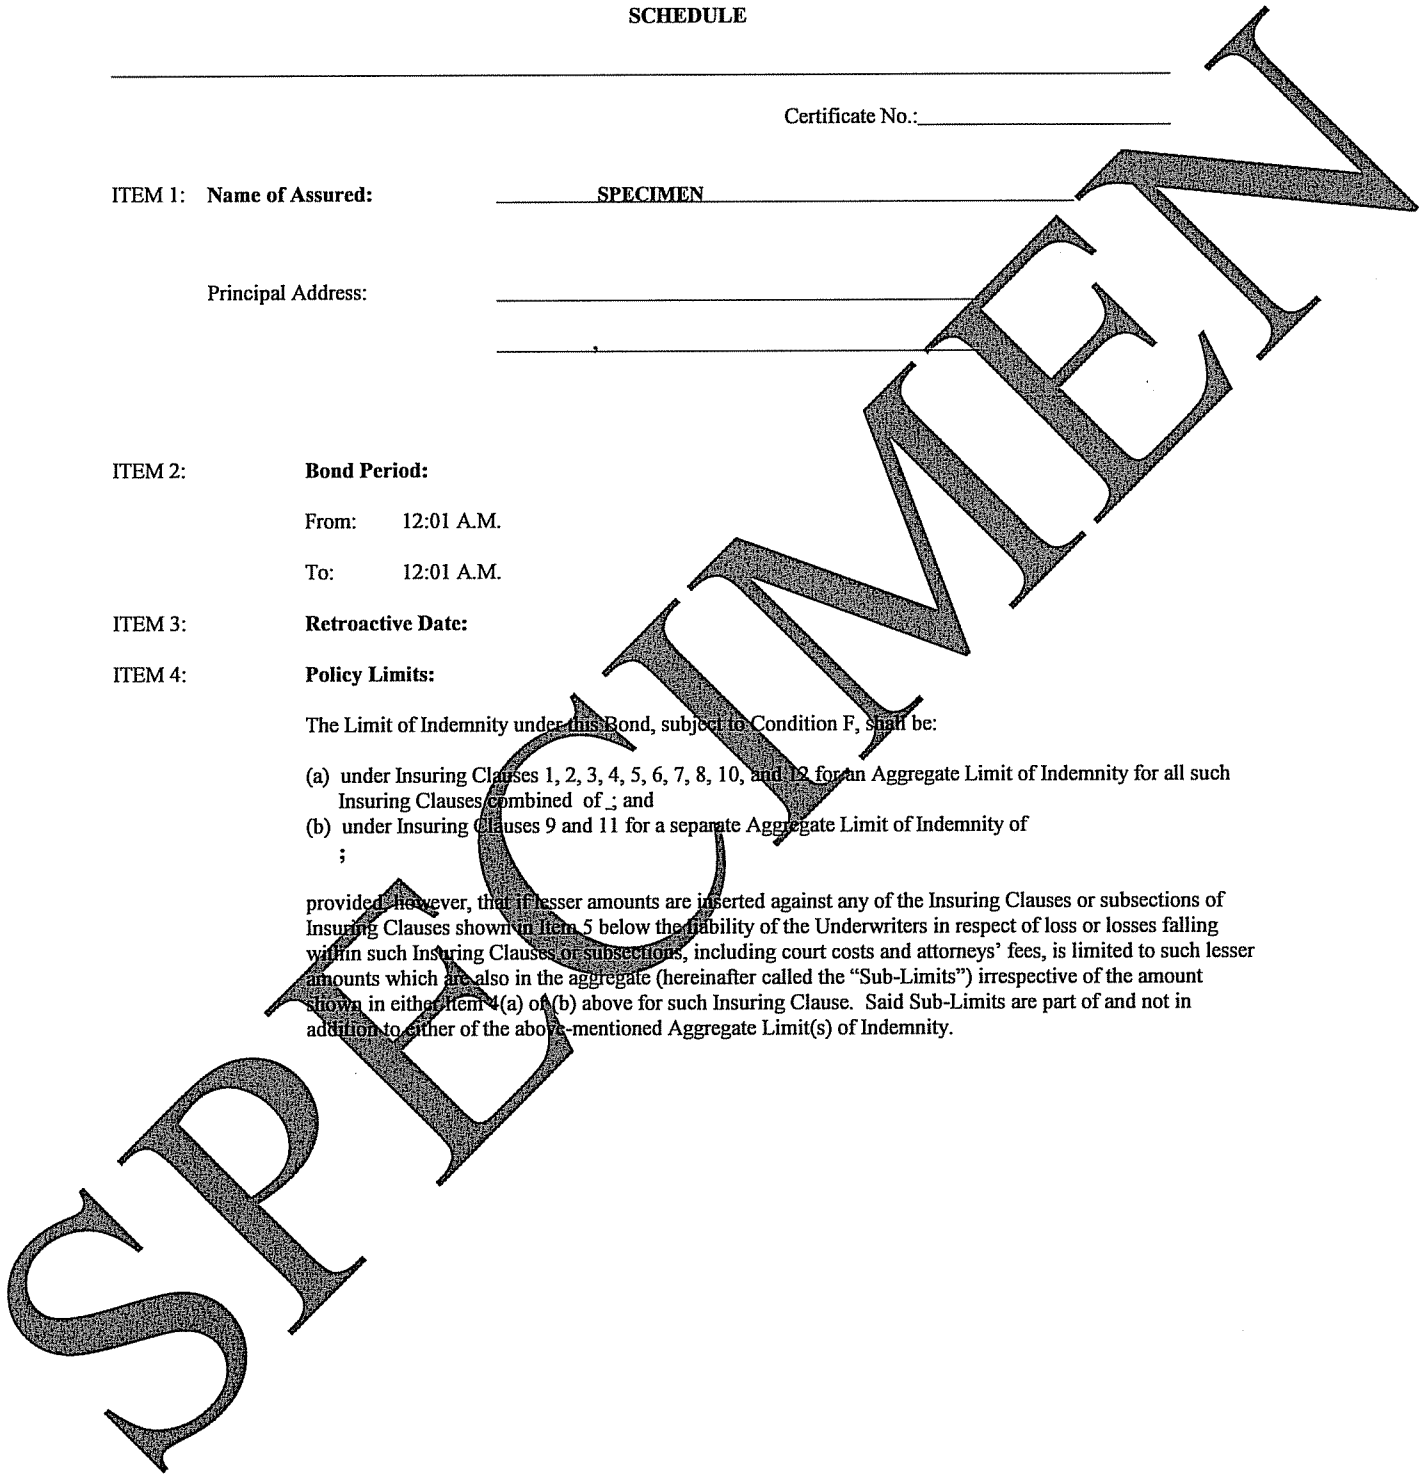 SCHEDULE
Certificate No.:
ITEM 1: Name of Assured: SPECIMEN
Principal Address:
,
ITEM 2: Bond Period:
From: 12:01 A.M.
To: 12:01 A.M.
ITEM 3: Retroactive Date:
ITEM 4: Policy Limits:
The Limit of Indemnity under this Bond, subject to Condition F, shall be:
(a) under Insuring Clauses 1, 2, 3, 4, 5, 6, 7, 8, 10, and 12 for an Aggregate Limit of Indemnity for all such
Insuring Clauses combined of _; and
(b) under Insuring Clauses 9 and 11 for a separate Aggregate Limit of Indemnity of
;
provided, however, that if lesser amounts are inserted against any of the Insuring Clauses or subsections of
Insuring Clauses shown in Item 5 below the liability of the Underwriters in respect of loss or losses falling
within such Insuring Clauses or subsections, including court costs and attorneys’ fees, is limited to such lesser
amounts which are also in the aggregate (hereinafter called the “Sub-Limits”) irrespective of the amount
shown in either Item 4(a) or (b) above for such Insuring Clause. Said Sub-Limits are part of and not in
addition to either of the above-mentioned Aggregate Limit(s) of Indemnity.
SPECIMEN